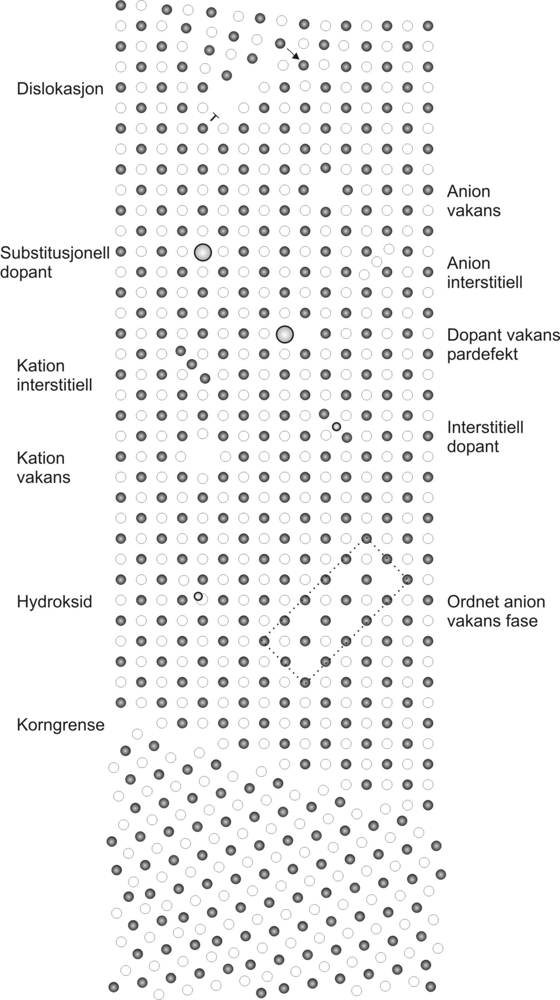 Dislokasjon
Anion
vakans
Substitusjonell
dopant
Anion
interstitiell
Dopant vakans
pardefekt
Kation
interstitiell
Interstitiell
dopant
Kation
vakans
Hydroksid
Ordnet anion
vakans fase
Korngrense